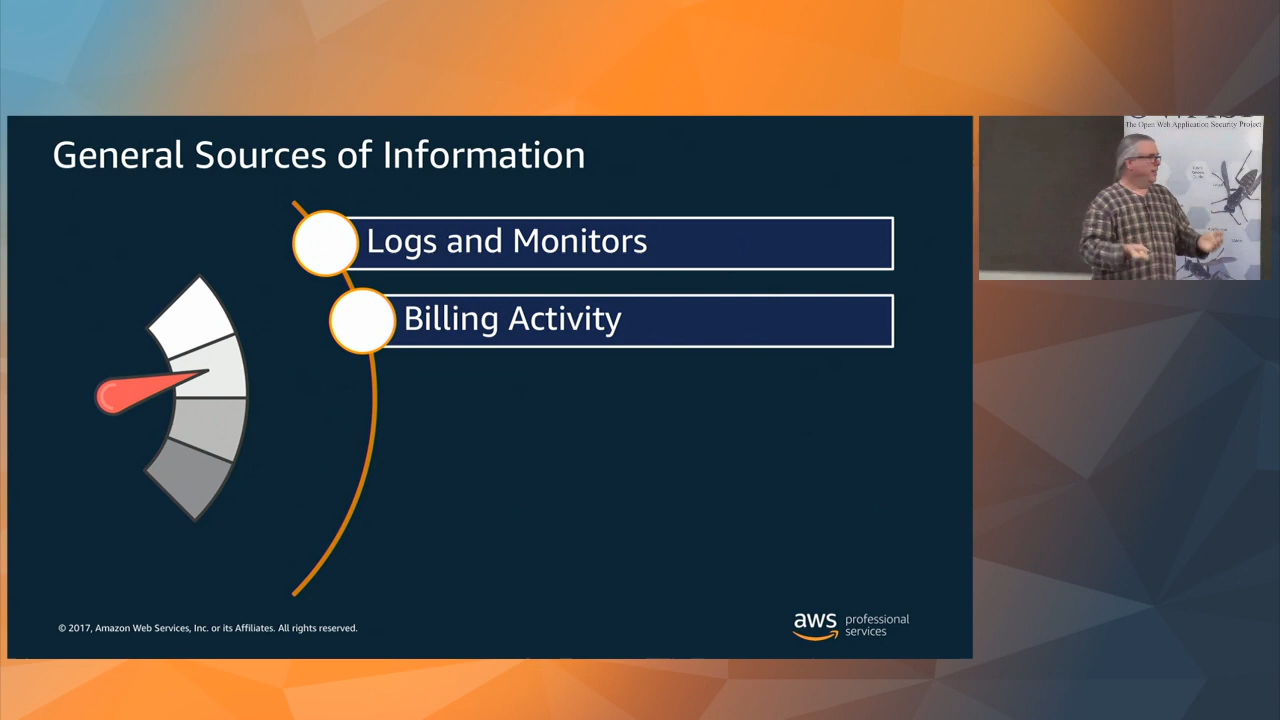 General Sources of Information
Logs and Monitors
Billing Activity
© 2017, Amazon Web Services, Inc. or its Affiliates. All rights reserved.
aws professional
services
The Open Web Application Security Project